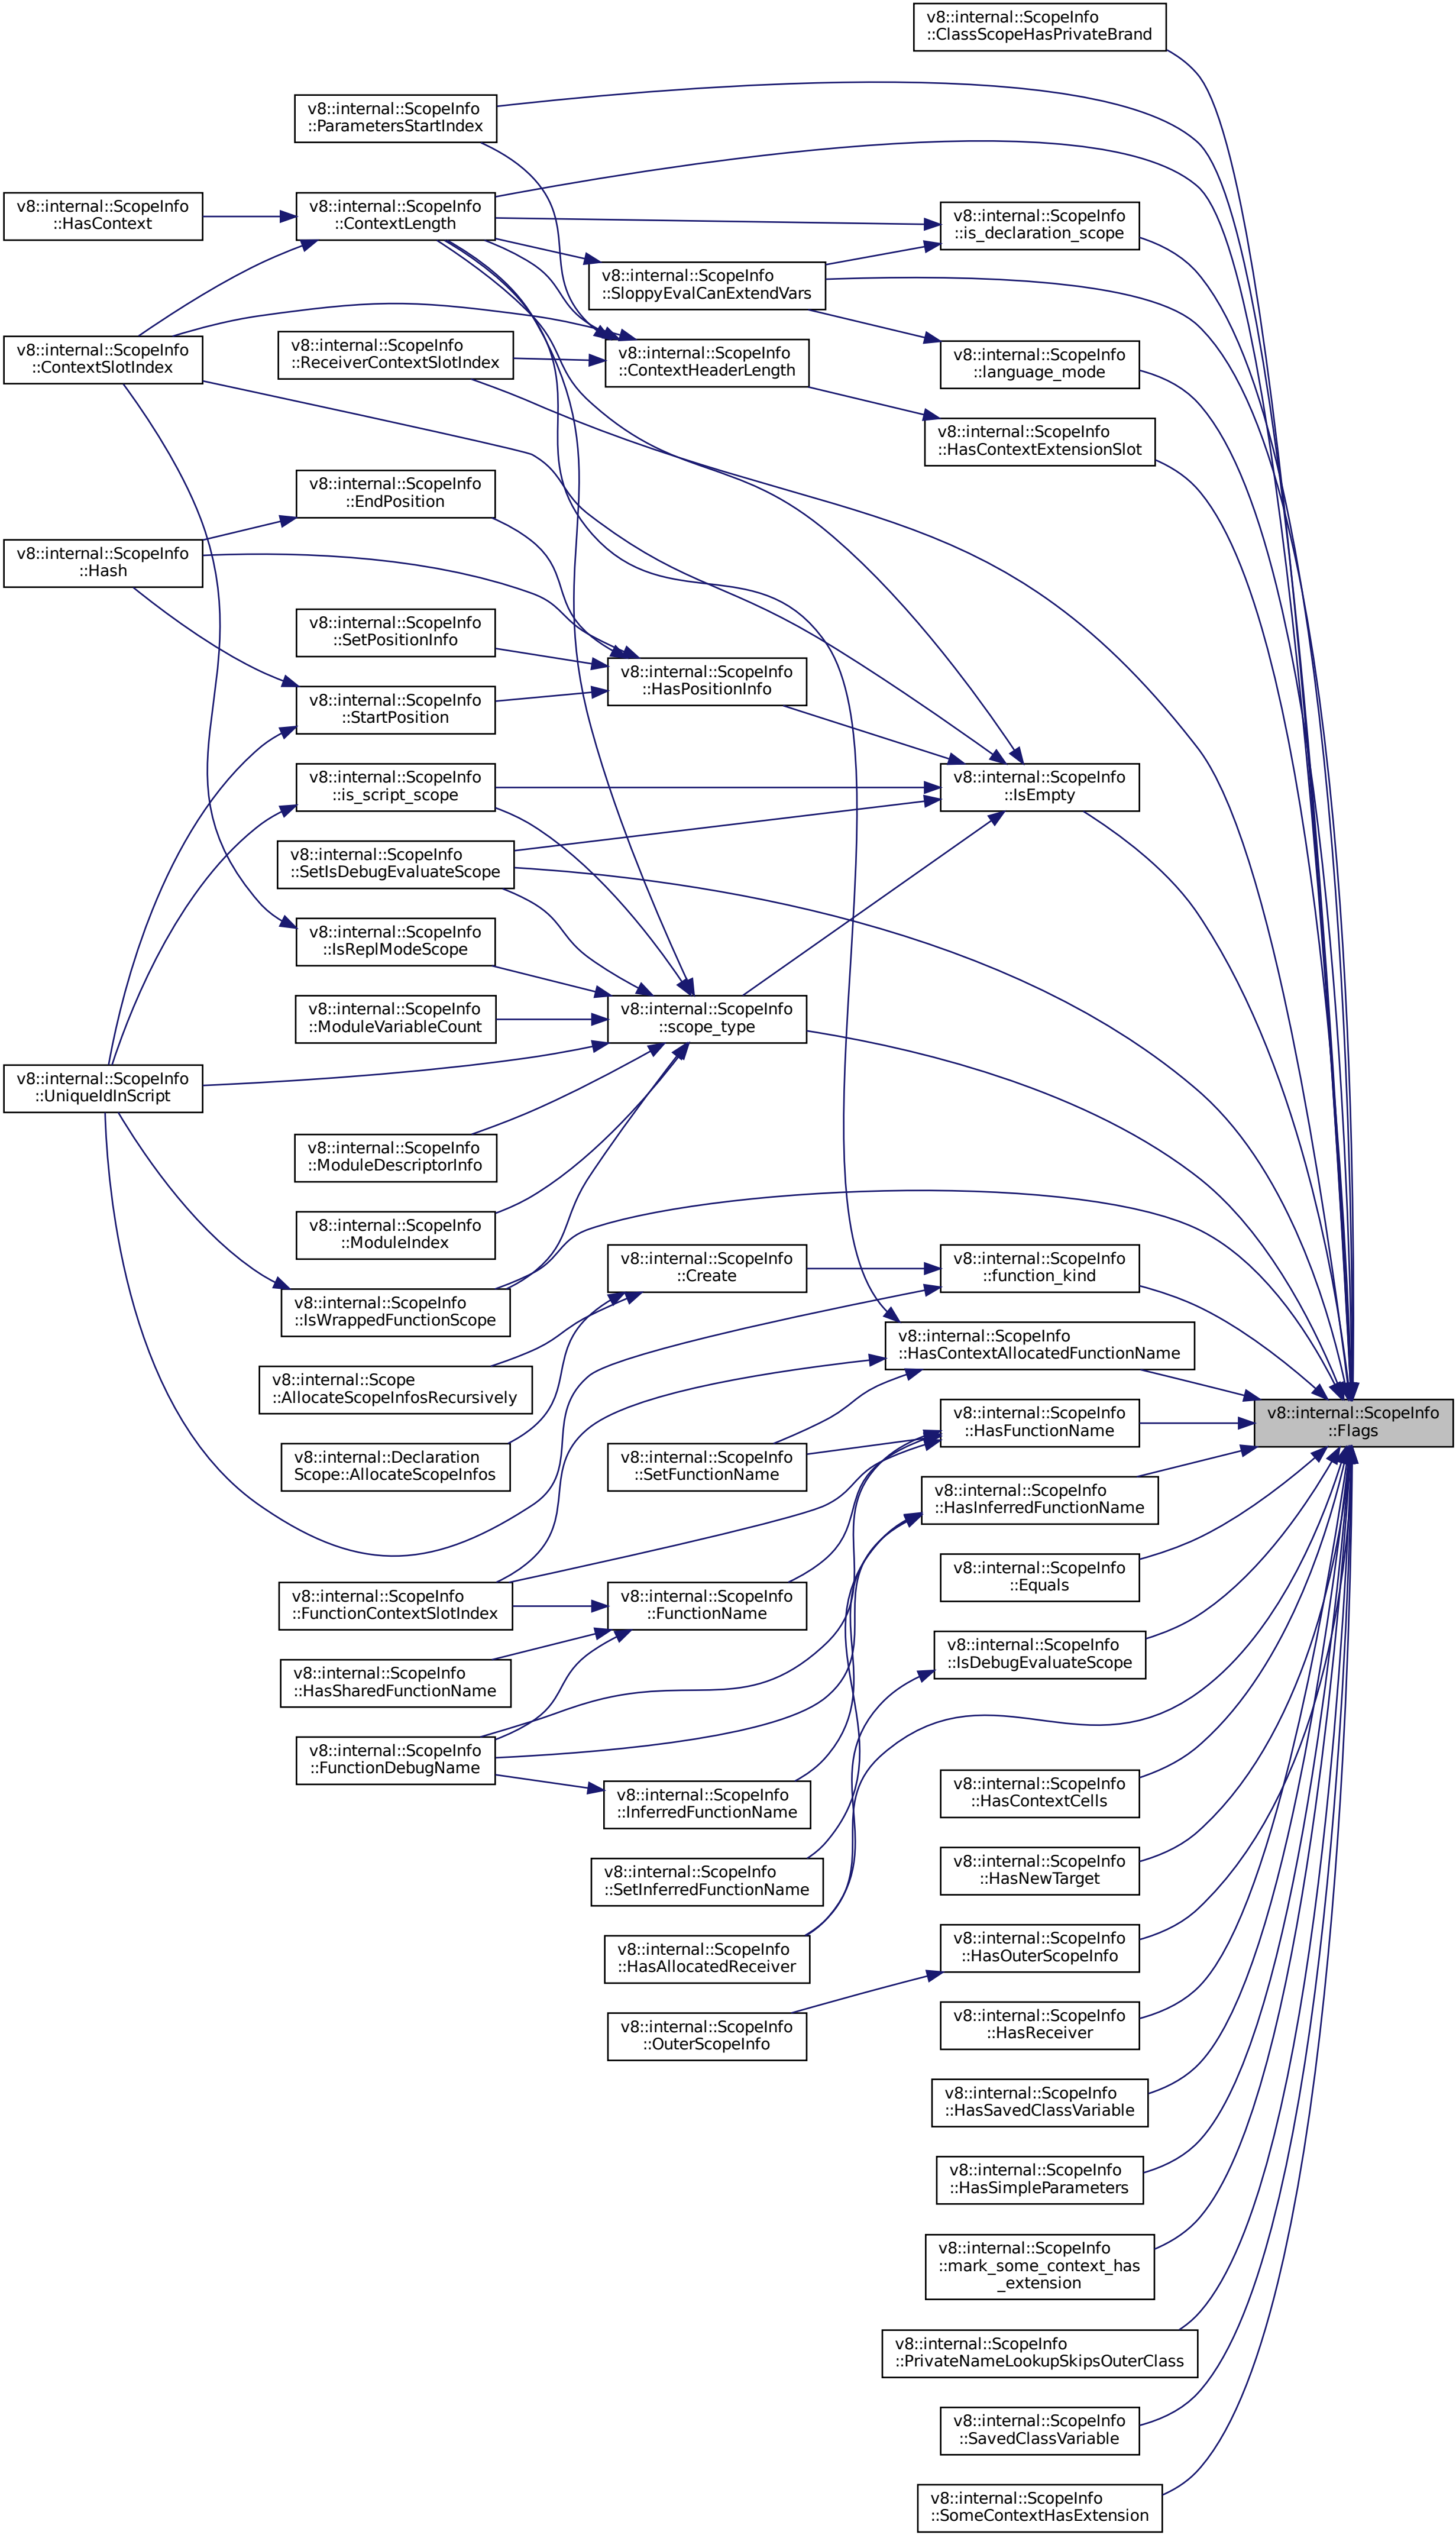 v8::internal::ScopeInfo
::ClassScopeHasPrivateBrand
v8::internal::ScopeInfo
::ParametersStartIndex
v8::internal::ScopeInfo
::HasContext
v8::internal::ScopeInfo
::ContextLength
v8::internal::ScopeInfo
::is_declaration_scope
v8::internal::ScopeInfo
::SloppyEvalCanExtendVars
v8::internal::ScopeInfo
::ContextSlotIndex
v8::internal::ScopeInfo
::ReceiverContextSlotIndex
v8::internal::ScopeInfo
::ContextHeaderLength
v8::internal::ScopeInfo
::language_mode
v8::internal::ScopeInfo
::HasContextExtensionSlot
v8::internal::ScopeInfo
::EndPosition
v8::internal::ScopeInfo
::Hash
v8::internal::ScopeInfo
::SetPositionInfo
v8::internal::ScopeInfo
::HasPositionInfo
v8::internal::ScopeInfo
::StartPosition
v8::internal::ScopeInfo
::is_script_scope
v8::internal::ScopeInfo
::IsEmpty
v8::internal::ScopeInfo
::SetIsDebugEvaluateScope
v8::internal::ScopeInfo
::IsReplModeScope
v8::internal::ScopeInfo
::ModuleVariableCount
v8::internal::ScopeInfo
::scope_type
v8::internal::ScopeInfo
::UniqueIdInScript
v8::internal::ScopeInfo
::ModuleDescriptorInfo
v8::internal::ScopeInfo
::ModuleIndex
v8::internal::ScopeInfo
::Create
v8::internal::ScopeInfo
::function_kind
v8::internal::ScopeInfo
::IsWrappedFunctionScope
v8::internal::ScopeInfo
::HasContextAllocatedFunctionName
v8::internal::Scope
::AllocateScopeInfosRecursively
v8::internal::ScopeInfo
::HasFunctionName
v8::internal::ScopeInfo
::Flags
v8::internal::Declaration
Scope::AllocateScopeInfos
v8::internal::ScopeInfo
::SetFunctionName
v8::internal::ScopeInfo
::HasInferredFunctionName
v8::internal::ScopeInfo
::Equals
v8::internal::ScopeInfo
::FunctionContextSlotIndex
v8::internal::ScopeInfo
::FunctionName
v8::internal::ScopeInfo
::IsDebugEvaluateScope
v8::internal::ScopeInfo
::HasSharedFunctionName
v8::internal::ScopeInfo
::FunctionDebugName
v8::internal::ScopeInfo
::InferredFunctionName
v8::internal::ScopeInfo
::HasContextCells
v8::internal::ScopeInfo
::SetInferredFunctionName
v8::internal::ScopeInfo
::HasNewTarget
v8::internal::ScopeInfo
::HasAllocatedReceiver
v8::internal::ScopeInfo
::HasOuterScopeInfo
v8::internal::ScopeInfo
::OuterScopeInfo
v8::internal::ScopeInfo
::HasReceiver
v8::internal::ScopeInfo
::HasSavedClassVariable
v8::internal::ScopeInfo
::HasSimpleParameters
v8::internal::ScopeInfo
::mark_some_context_has
_extension
v8::internal::ScopeInfo
::PrivateNameLookupSkipsOuterClass
v8::internal::ScopeInfo
::SavedClassVariable
v8::internal::ScopeInfo
::SomeContextHasExtension